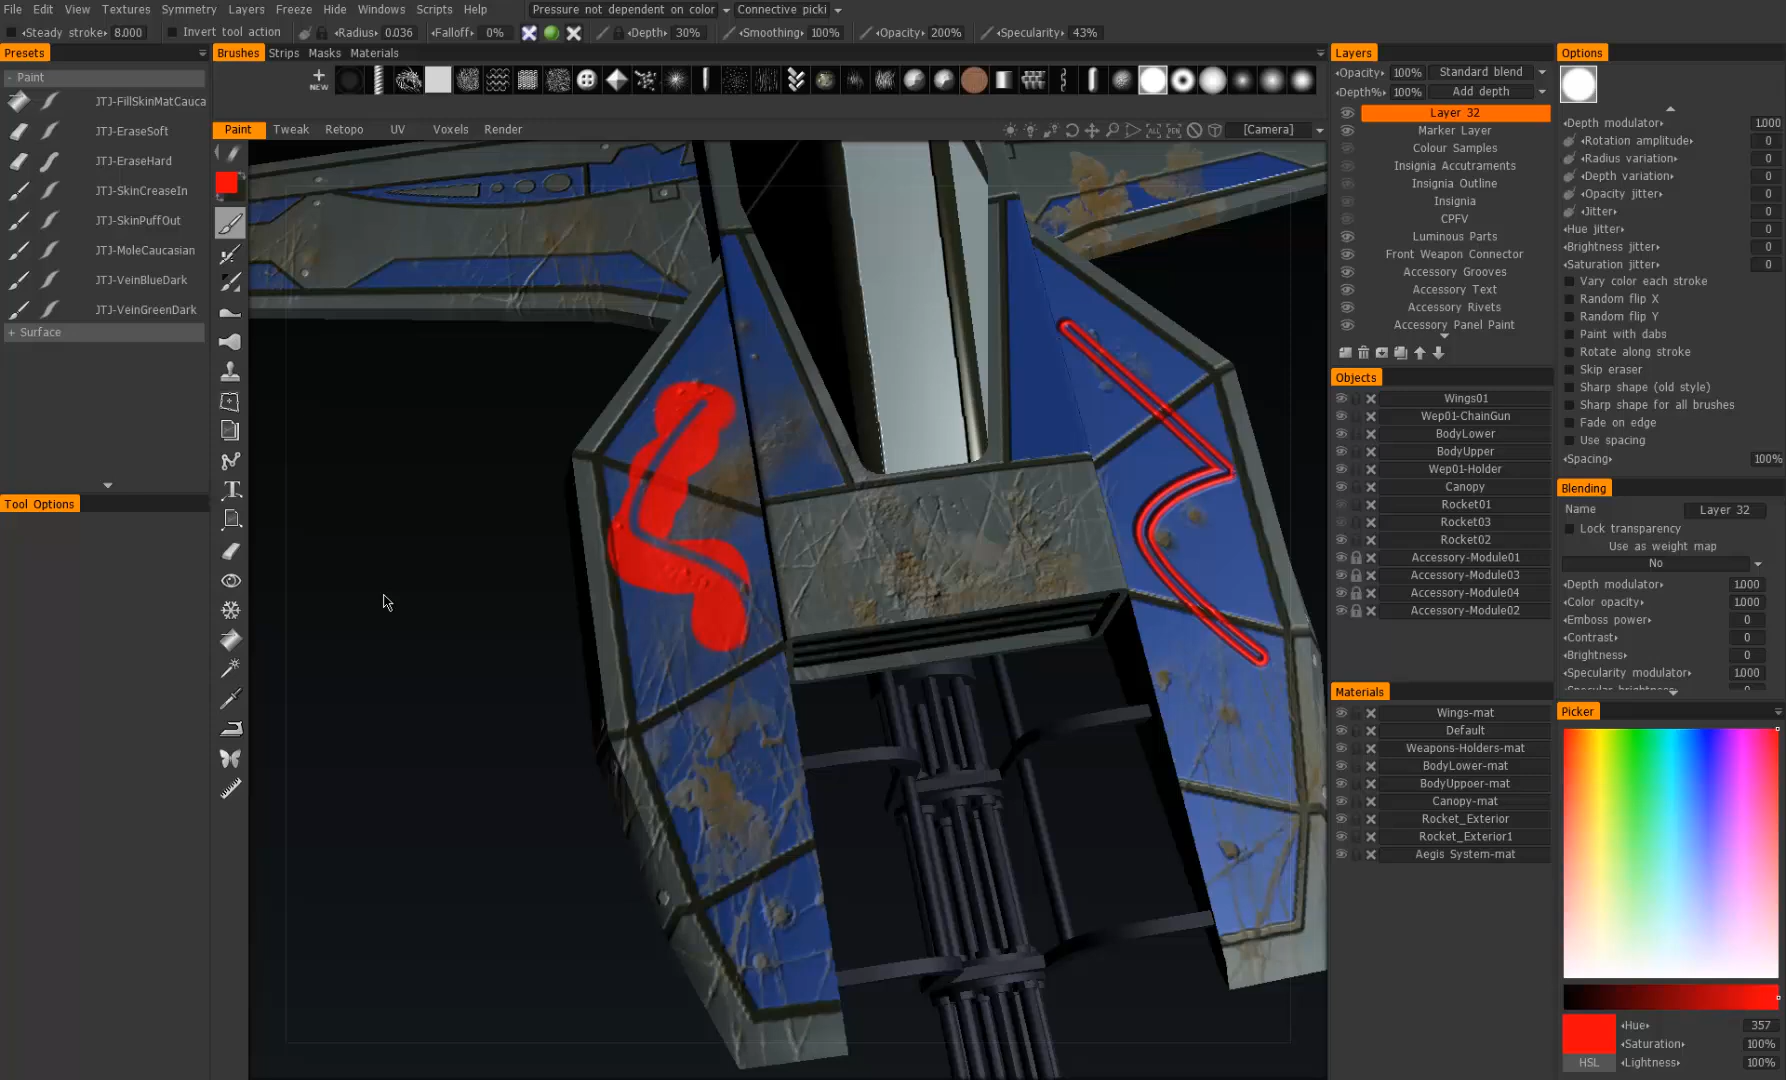 File Edit View Textures Symmetry Layers Freeze Hide Windows Scripts Help Pressure not dependent on color Connective picki
Steady stroke 8.000 Invert tool action Radius 0.036 Falloff 0% Depth 30% Smoothing 100% Opacity 200% Specularity 43%
Presets
Paint
JTJ-FillSkinMatCauca
JTJ-EraseSoft
JTJ-EraseHard
JTJ-SkinCreaseIn
JTJ-SkinPuffOut
JTJ-MoleCaucasian
JTJ-VeinBlueDark
JTJ-VeinGreenDark
Surface
Tool Options
Brushes Strips Masks Materials
NEW
Paint Tweak Retopo UV Voxels Render [Camera]
Layers
Opacity 100% Standard blend
Depth% 100% Add depth
Layer 32
Marker Layer
Colour Samples
Insignia Accutraments
Insignia Outline
Insignia
CPFV
Luminous Parts
Front Weapon Connector
Accessory Grooves
Accessory Text
Accessory Rivets
Accessory Panel Paint
Objects
Wings01
Wep01-ChainGun
BodyLower
BodyUpper
Wep01-Holder
Canopy
Rocket01
Rocket03
Rocket02
Accessory-Module01
Accessory-Module03
Accessory-Module04
Accessory-Module02
Materials
Wings-mat
Default
Weapons-Holders-mat
BodyLower-mat
BodyUppoer-mat
Canopy-mat
Rocket_Exterior
Rocket_Exterior1
Aegis System-mat
Options
Depth modulator 1.000
Rotation amplitude 0
Radius variation 0
Depth variation 0
Opacity jitter 0
Jitter 0
Hue jitter 0
Brightness jitter 0
Saturation jitter 0
Vary color each stroke
Random flip X
Random flip Y
Paint with dabs
Rotate along stroke
Skip eraser
Sharp shape (old style)
Sharp shape for all brushes
Fade on edge
Use spacing
Spacing 100%
Blending
Name Layer 32
Lock transparency
Use as weight map
No
Depth modulator 1.000
Color opacity 1.000
Emboss power 0
Contrast 0
Brightness 0
Specularity modulator 1.000
Picker
Hue 357
Saturation 100%
HSL Lightness 100%